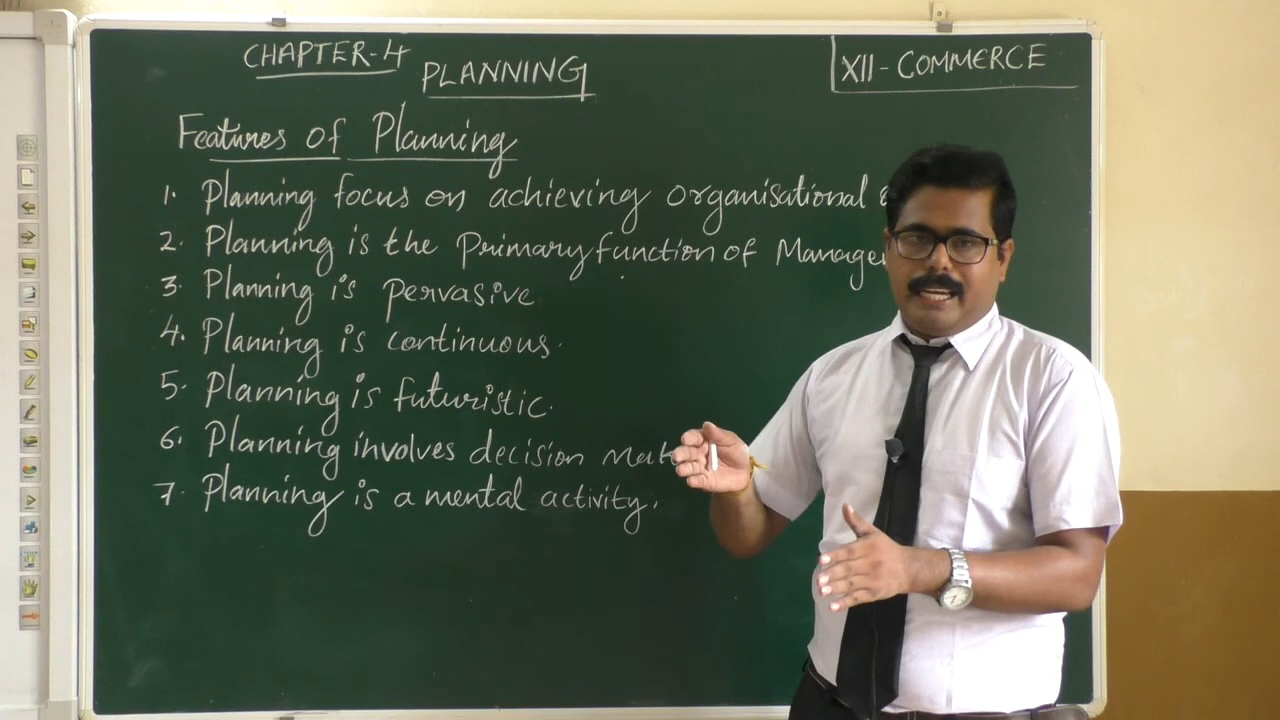 CHAPTER-4
PLANNING
XII - COMMERCE
Features of Planning
1. Planning focus on achieving organisational
2. Planning is the Primary function of
3. Planning is pervasive
4. Planning is continuous.
5. Planning is futuristic.
6. Planning involves decision
7. Planning is a mental activity.